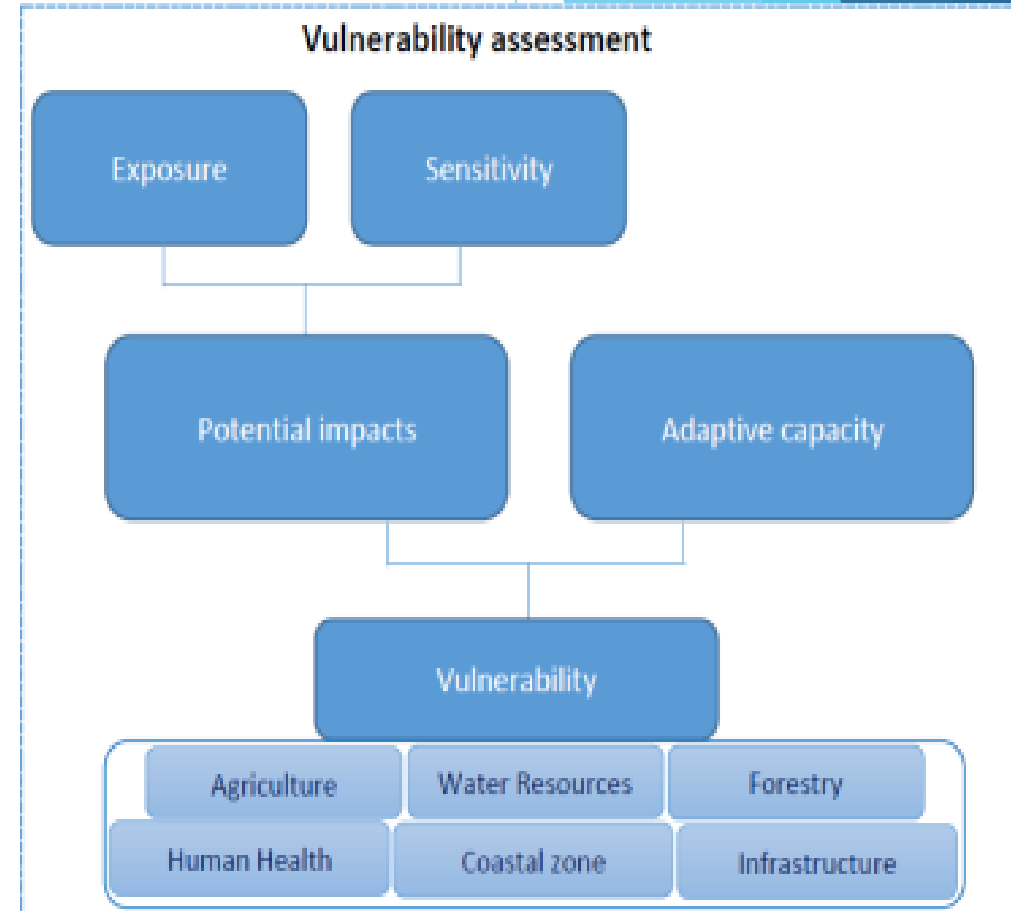 Vulnerability assessment
Exposure
Sensitivity
Potential impacts
Adaptive capacity
Vulnerability
Agriculture
Water Resources
Forestry
Human Health
Coastal zone
Infrastructure